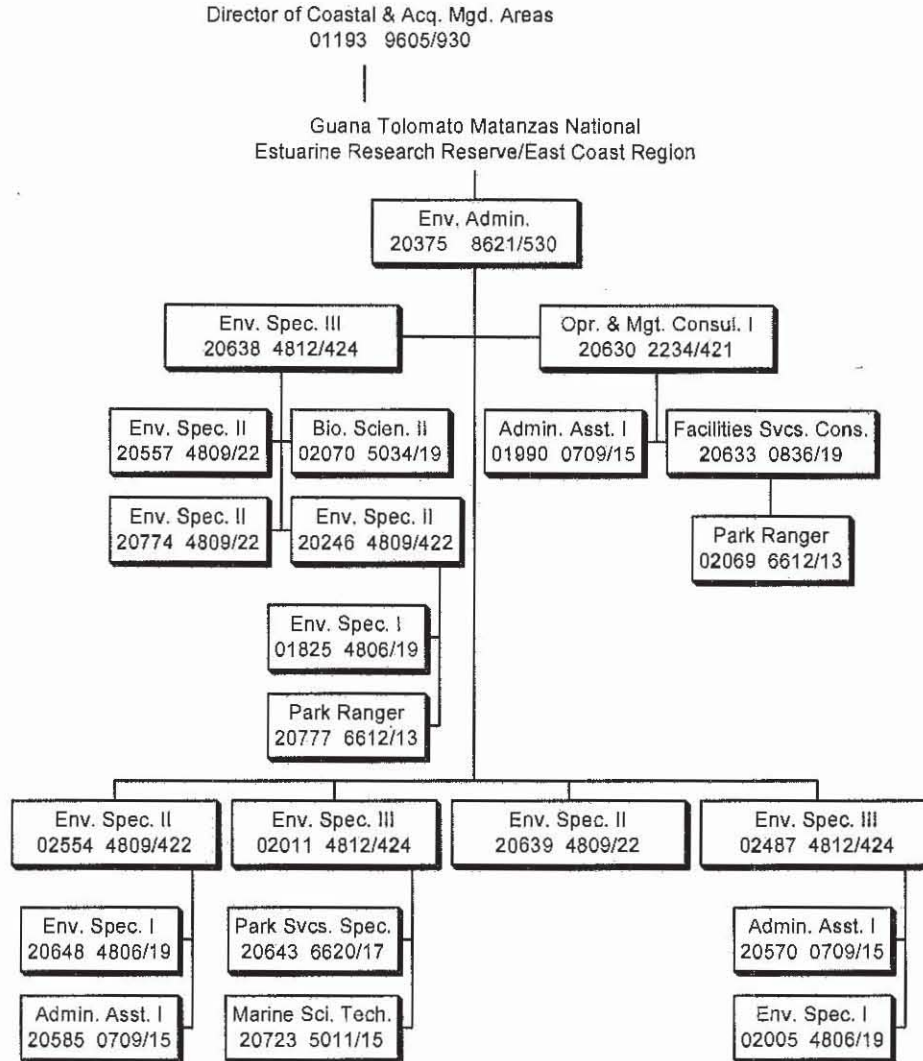 Director of Coastal & Acq. Mgd. Areas
01193 9605/930
Guana Tolomato Matanzas National
Estuarine Research Reserve/East Coast Region
Env. Admin.
20375 8621/530
Env. Spec. III
20638 4812/424
Opr. & Mgt. Consul. I
20630 2234/421
Env. Spec. II
20557 4809/22
Bio. Scien. II
02070 5034/19
Admin. Asst. I
01990 0709/15
Facilities Svcs. Cons.
20633 0836/19
Env. Spec. II
20774 4809/22
Env. Spec. II
20246 4809/422
Park Ranger
02069 6612/13
Env. Spec. I
01825 4806/19
Park Ranger
20777 6612/13
Env. Spec. II
02554 4809/422
Env. Spec. III
02011 4812/424
Env. Spec. II
20639 4809/22
Env. Spec. III
02487 4812/424
Env. Spec. I
20648 4806/19
Park Svcs. Spec.
20643 6620/17
Admin. Asst. I
20570 0709/15
Admin. Asst. I
20585 0709/15
Marine Sci. Tech.
20723 5011/15
Env. Spec. I
02005 4806/19